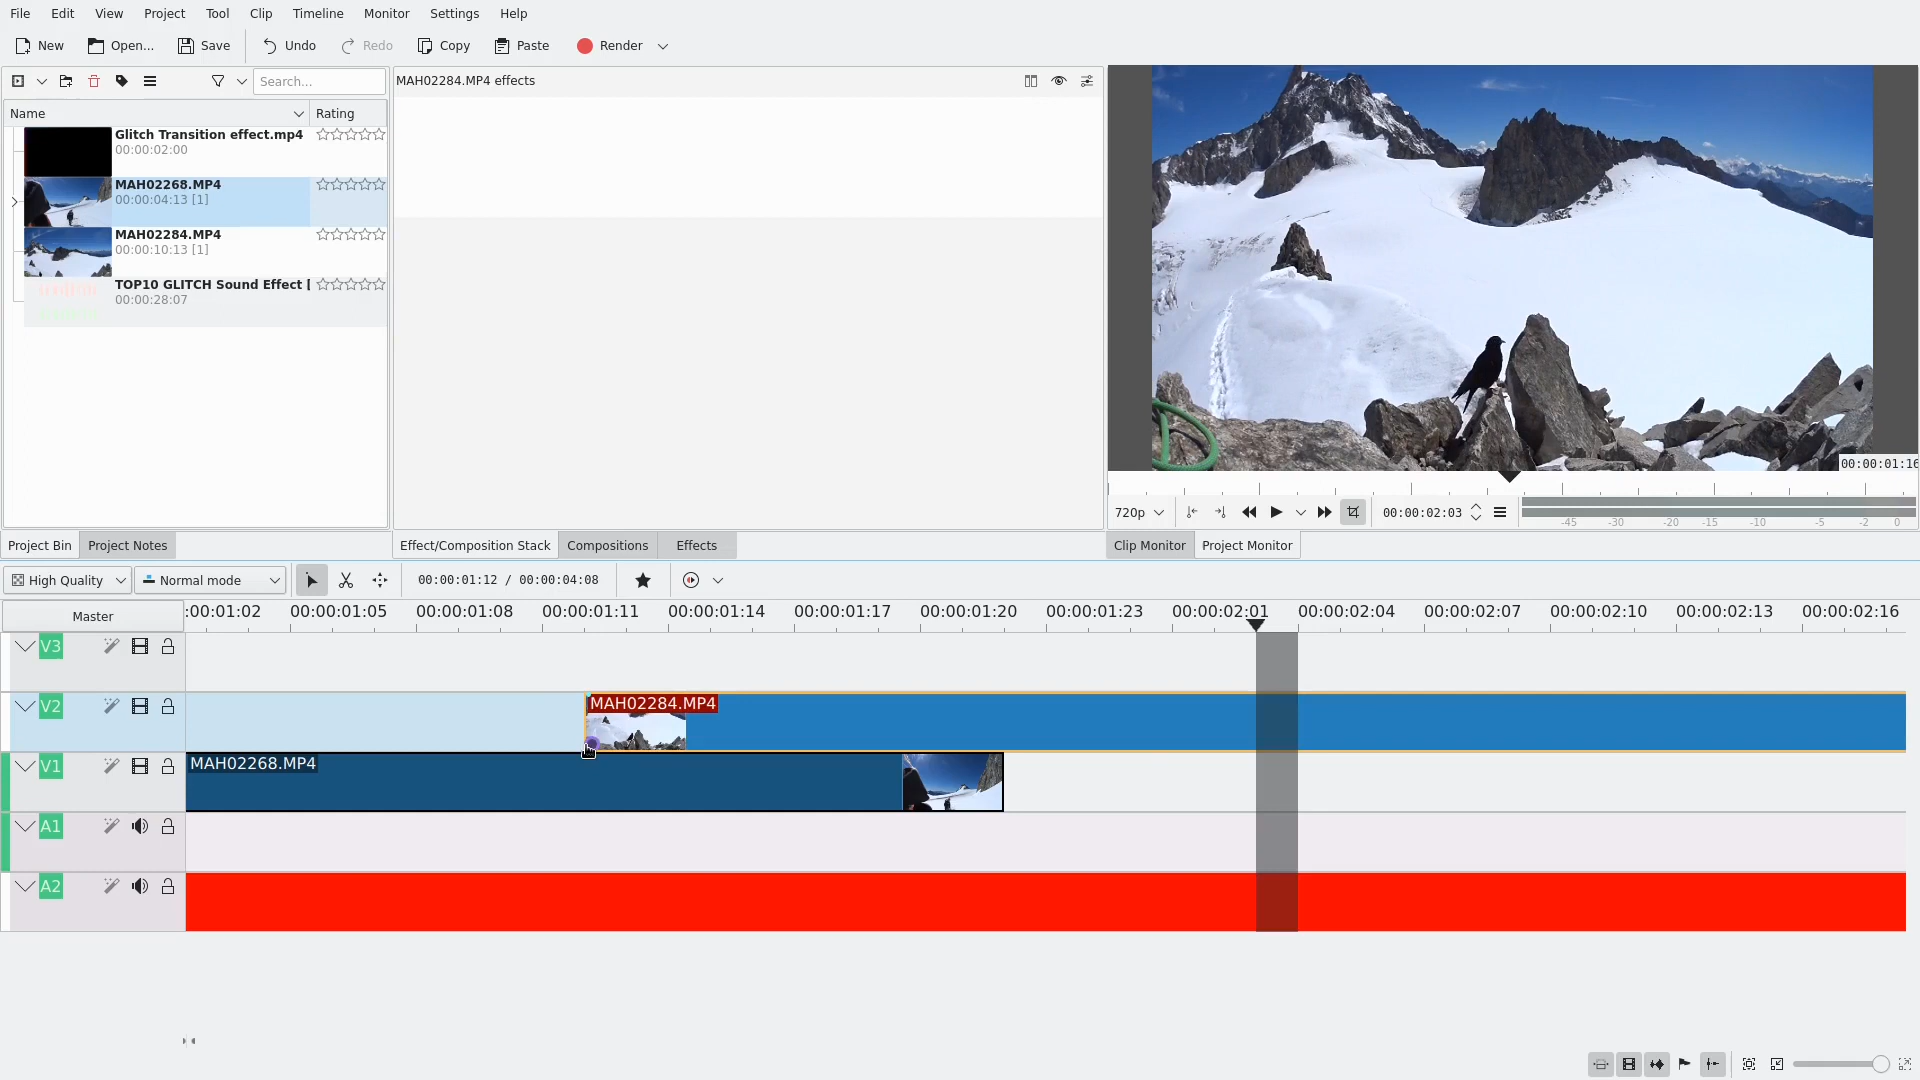 File Edit View Project Tool Clip Timeline Monitor Settings Help
New Open... Save Undo Redo Copy Paste Render
Search...
MAH02284.MP4 effects
Name Rating
Glitch Transition effect.mp4
00:00:02:00
MAH02268.MP4
00:00:04:13 [1]
MAH02284.MP4
00:00:10:13 [1]
TOP10 GLITCH Sound Effect [
00:00:28:07
00:00:01:16
720p 00:00:02:03
-45 -30 -20 -15 -10 -5 -2 0
Project Bin Project Notes Effect/Composition Stack Compositions Effects Clip Monitor Project Monitor
High Quality Normal mode 00:00:01:12 / 00:00:04:08
Master :00:01:02 00:00:01:05 00:00:01:08 00:00:01:11 00:00:01:14 00:00:01:17 00:00:01:20 00:00:01:23 00:00:02:01 00:00:02:04 00:00:02:07 00:00:02:10 00:00:02:13 00:00:02:16
V3
V2 MAH02284.MP4
V1 MAH02268.MP4
A1
A2